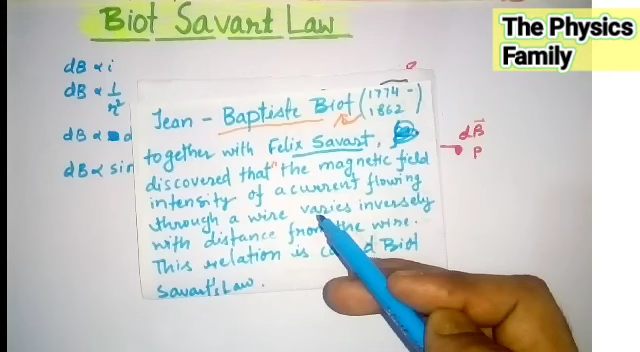 Biot Savart Law
The Physics
Family
dB ∝ i
dB ∝ 1/r²
dB ∝ d
dB ∝ sin
Jean - Baptiste Biot (1774 - 1862)
together with Felix Savart,
discovered that the magnetic field
intensity of a current flowing
through a wire varies inversely
with distance from the wire.
This relation is ca d Biot
Savart's Law.
dB
P